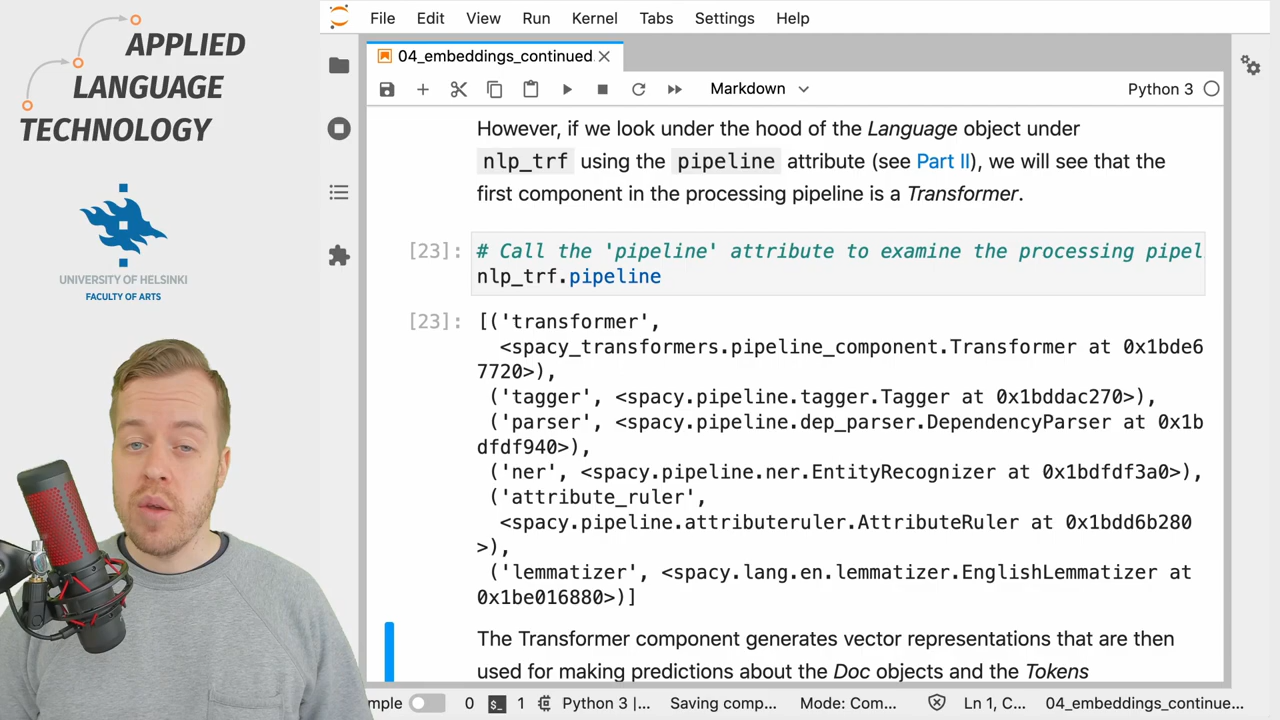 APPLIED
LANGUAGE
TECHNOLOGY
UNIVERSITY OF HELSINKI
FACULTY OF ARTS
File Edit View Run Kernel Tabs Settings Help
04_embeddings_continued
Markdown
Python 3
However, if we look under the hood of the Language object under
nlp_trf using the pipeline attribute (see Part II), we will see that the
first component in the processing pipeline is a Transformer.
[23]: # Call the 'pipeline' attribute to examine the processing pipel
nlp_trf.pipeline
[23]: [('transformer',
<spacy_transformers.pipeline_component.Transformer at 0x1bde6
7720>),
('tagger', <spacy.pipeline.tagger.Tagger at 0x1bddac270>),
('parser', <spacy.pipeline.dep_parser.DependencyParser at 0x1b
dfdf940>),
('ner', <spacy.pipeline.ner.EntityRecognizer at 0x1bdfdf3a0>),
('attribute_ruler',
<spacy.pipeline.attributeruler.AttributeRuler at 0x1bdd6b280
>),
('lemmatizer', <spacy.lang.en.lemmatizer.EnglishLemmatizer at
0x1be016880>)]
The Transformer component generates vector representations that are then
used for making predictions about the Doc objects and the Tokens
mple 0 $_ 1 Python 3 |... Saving comp... Mode: Com... Ln 1, C... 04_embeddings_continue...